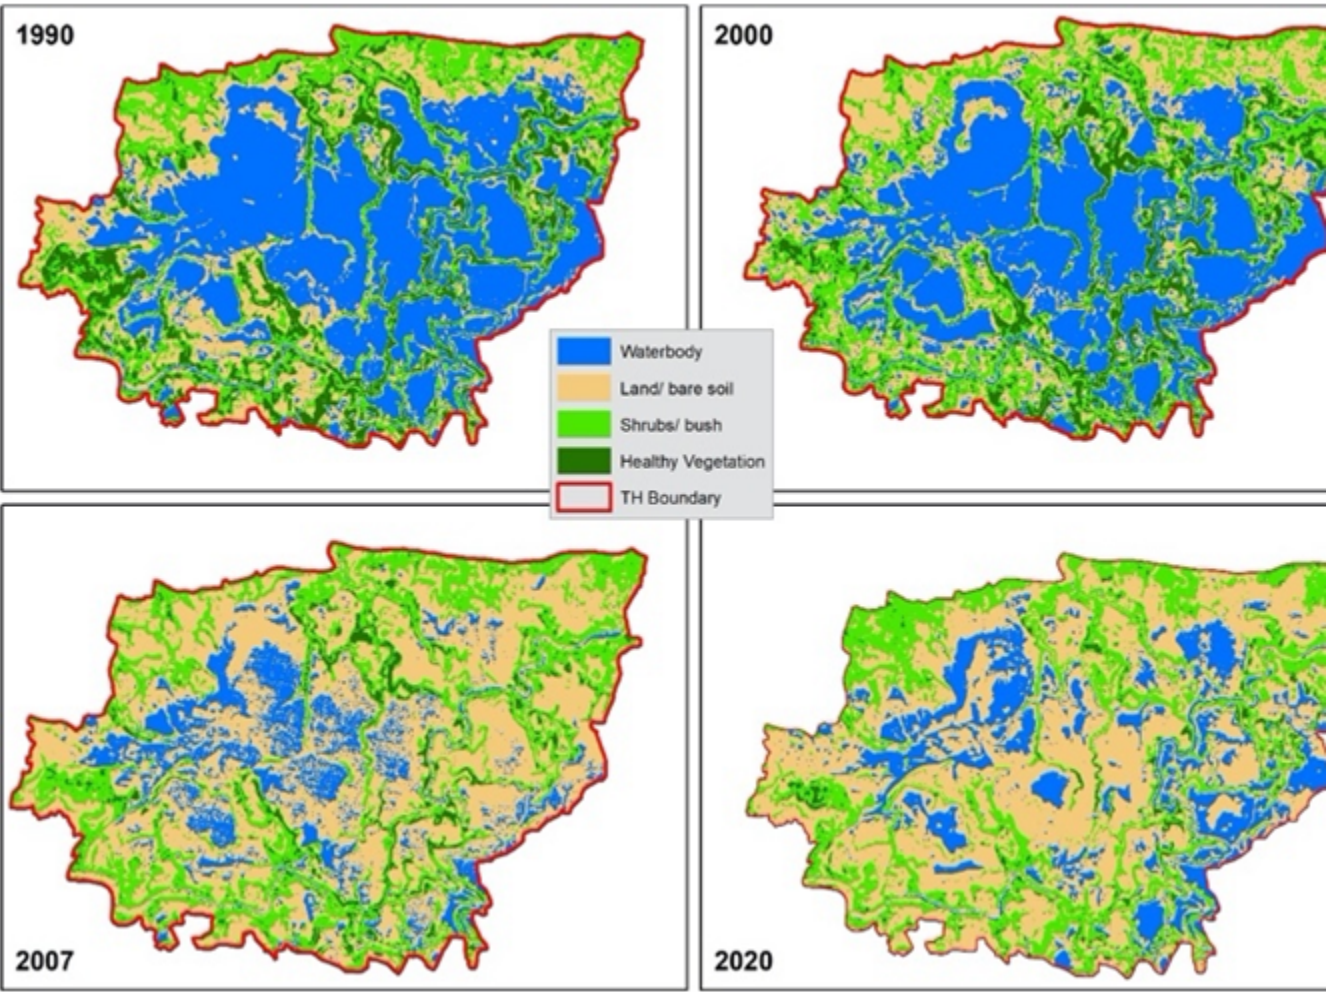 1990
2000
Waterbody
Land/ bare soil
Shrubs/ bush
Healthy Vegetation
TH Boundary
2007
2020